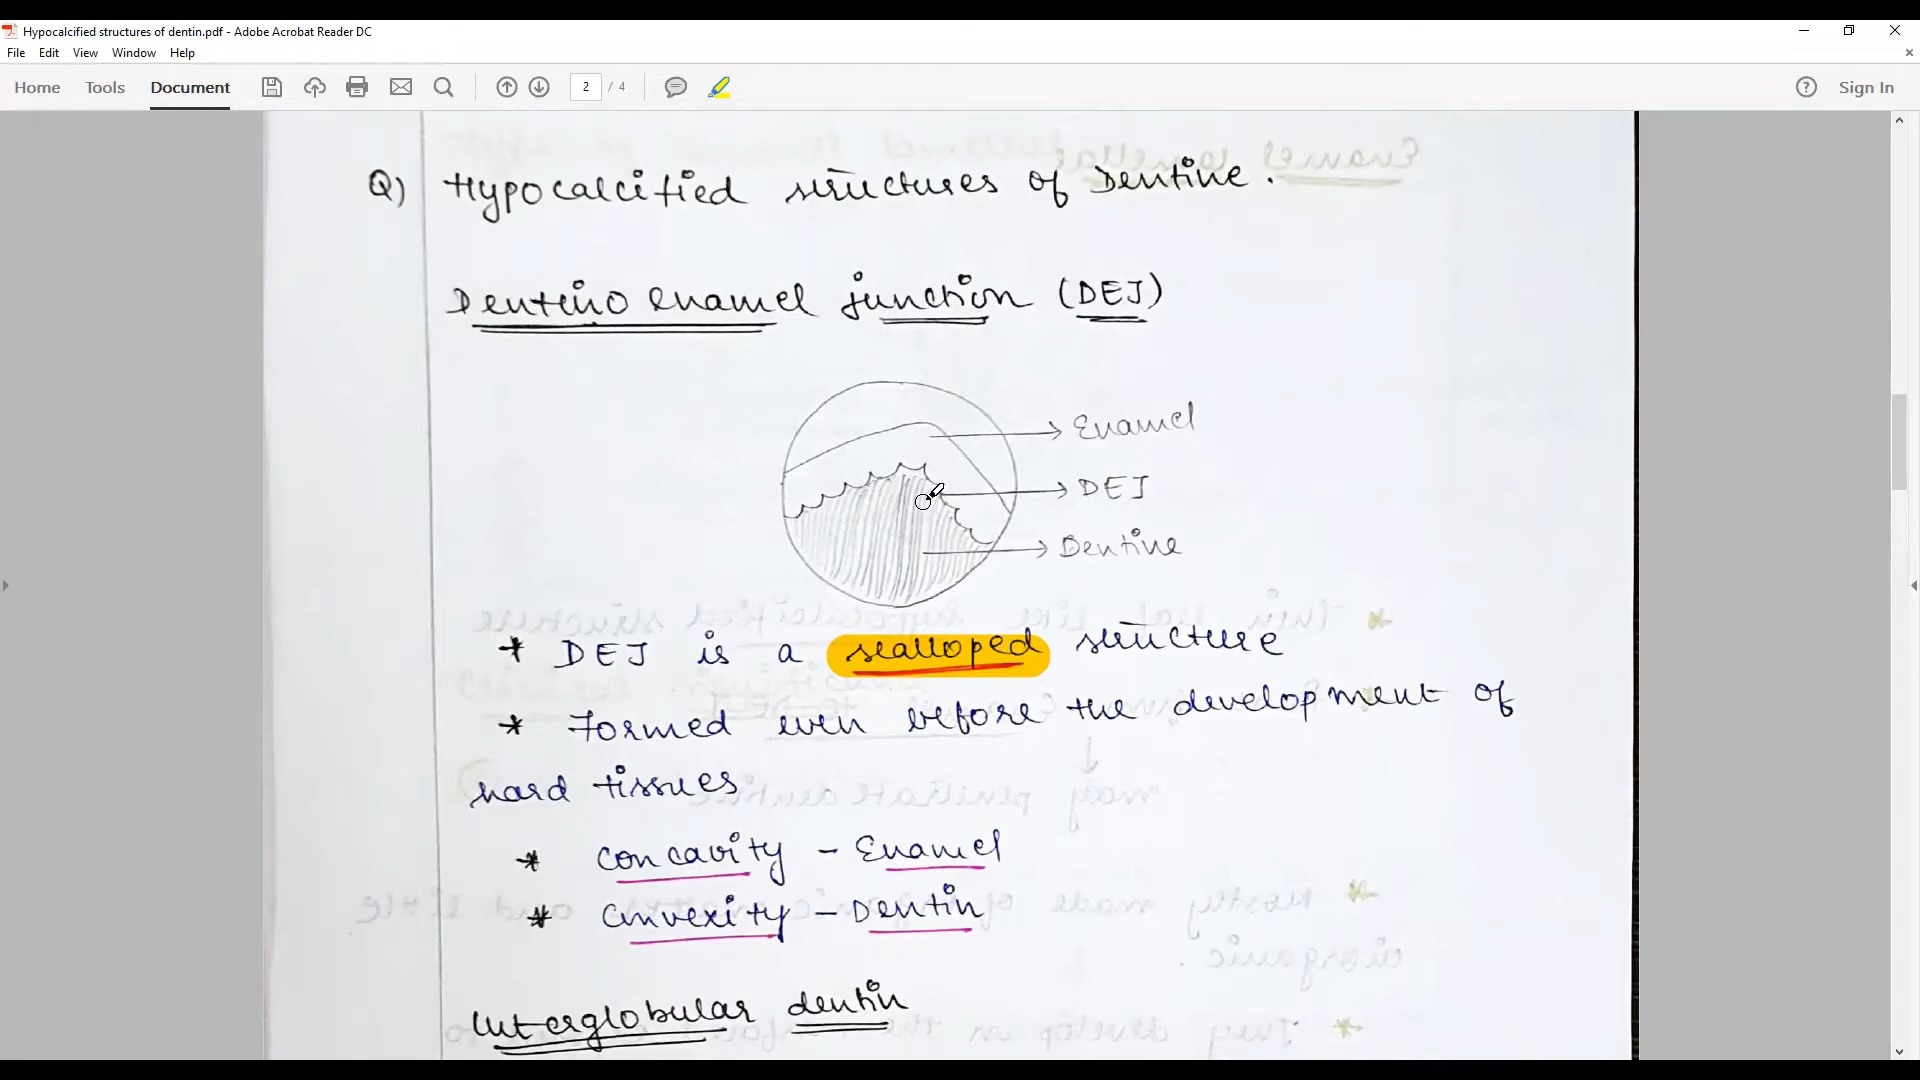 Hypocalcified structures of dentin.pdf - Adobe Acrobat Reader DC
File Edit View Window Help
Home Tools Document 2 / 4 Sign In
Q) Hypocalcified structures of Dentine.
Dentino enamel junction (DEJ)
Enamel
DEJ
Dentine
* DEJ is a scalloped structure
* Formed even before the development of
hard tissues
* Concavity - Enamel
* Convexity - Dentin
Interglobular dentin